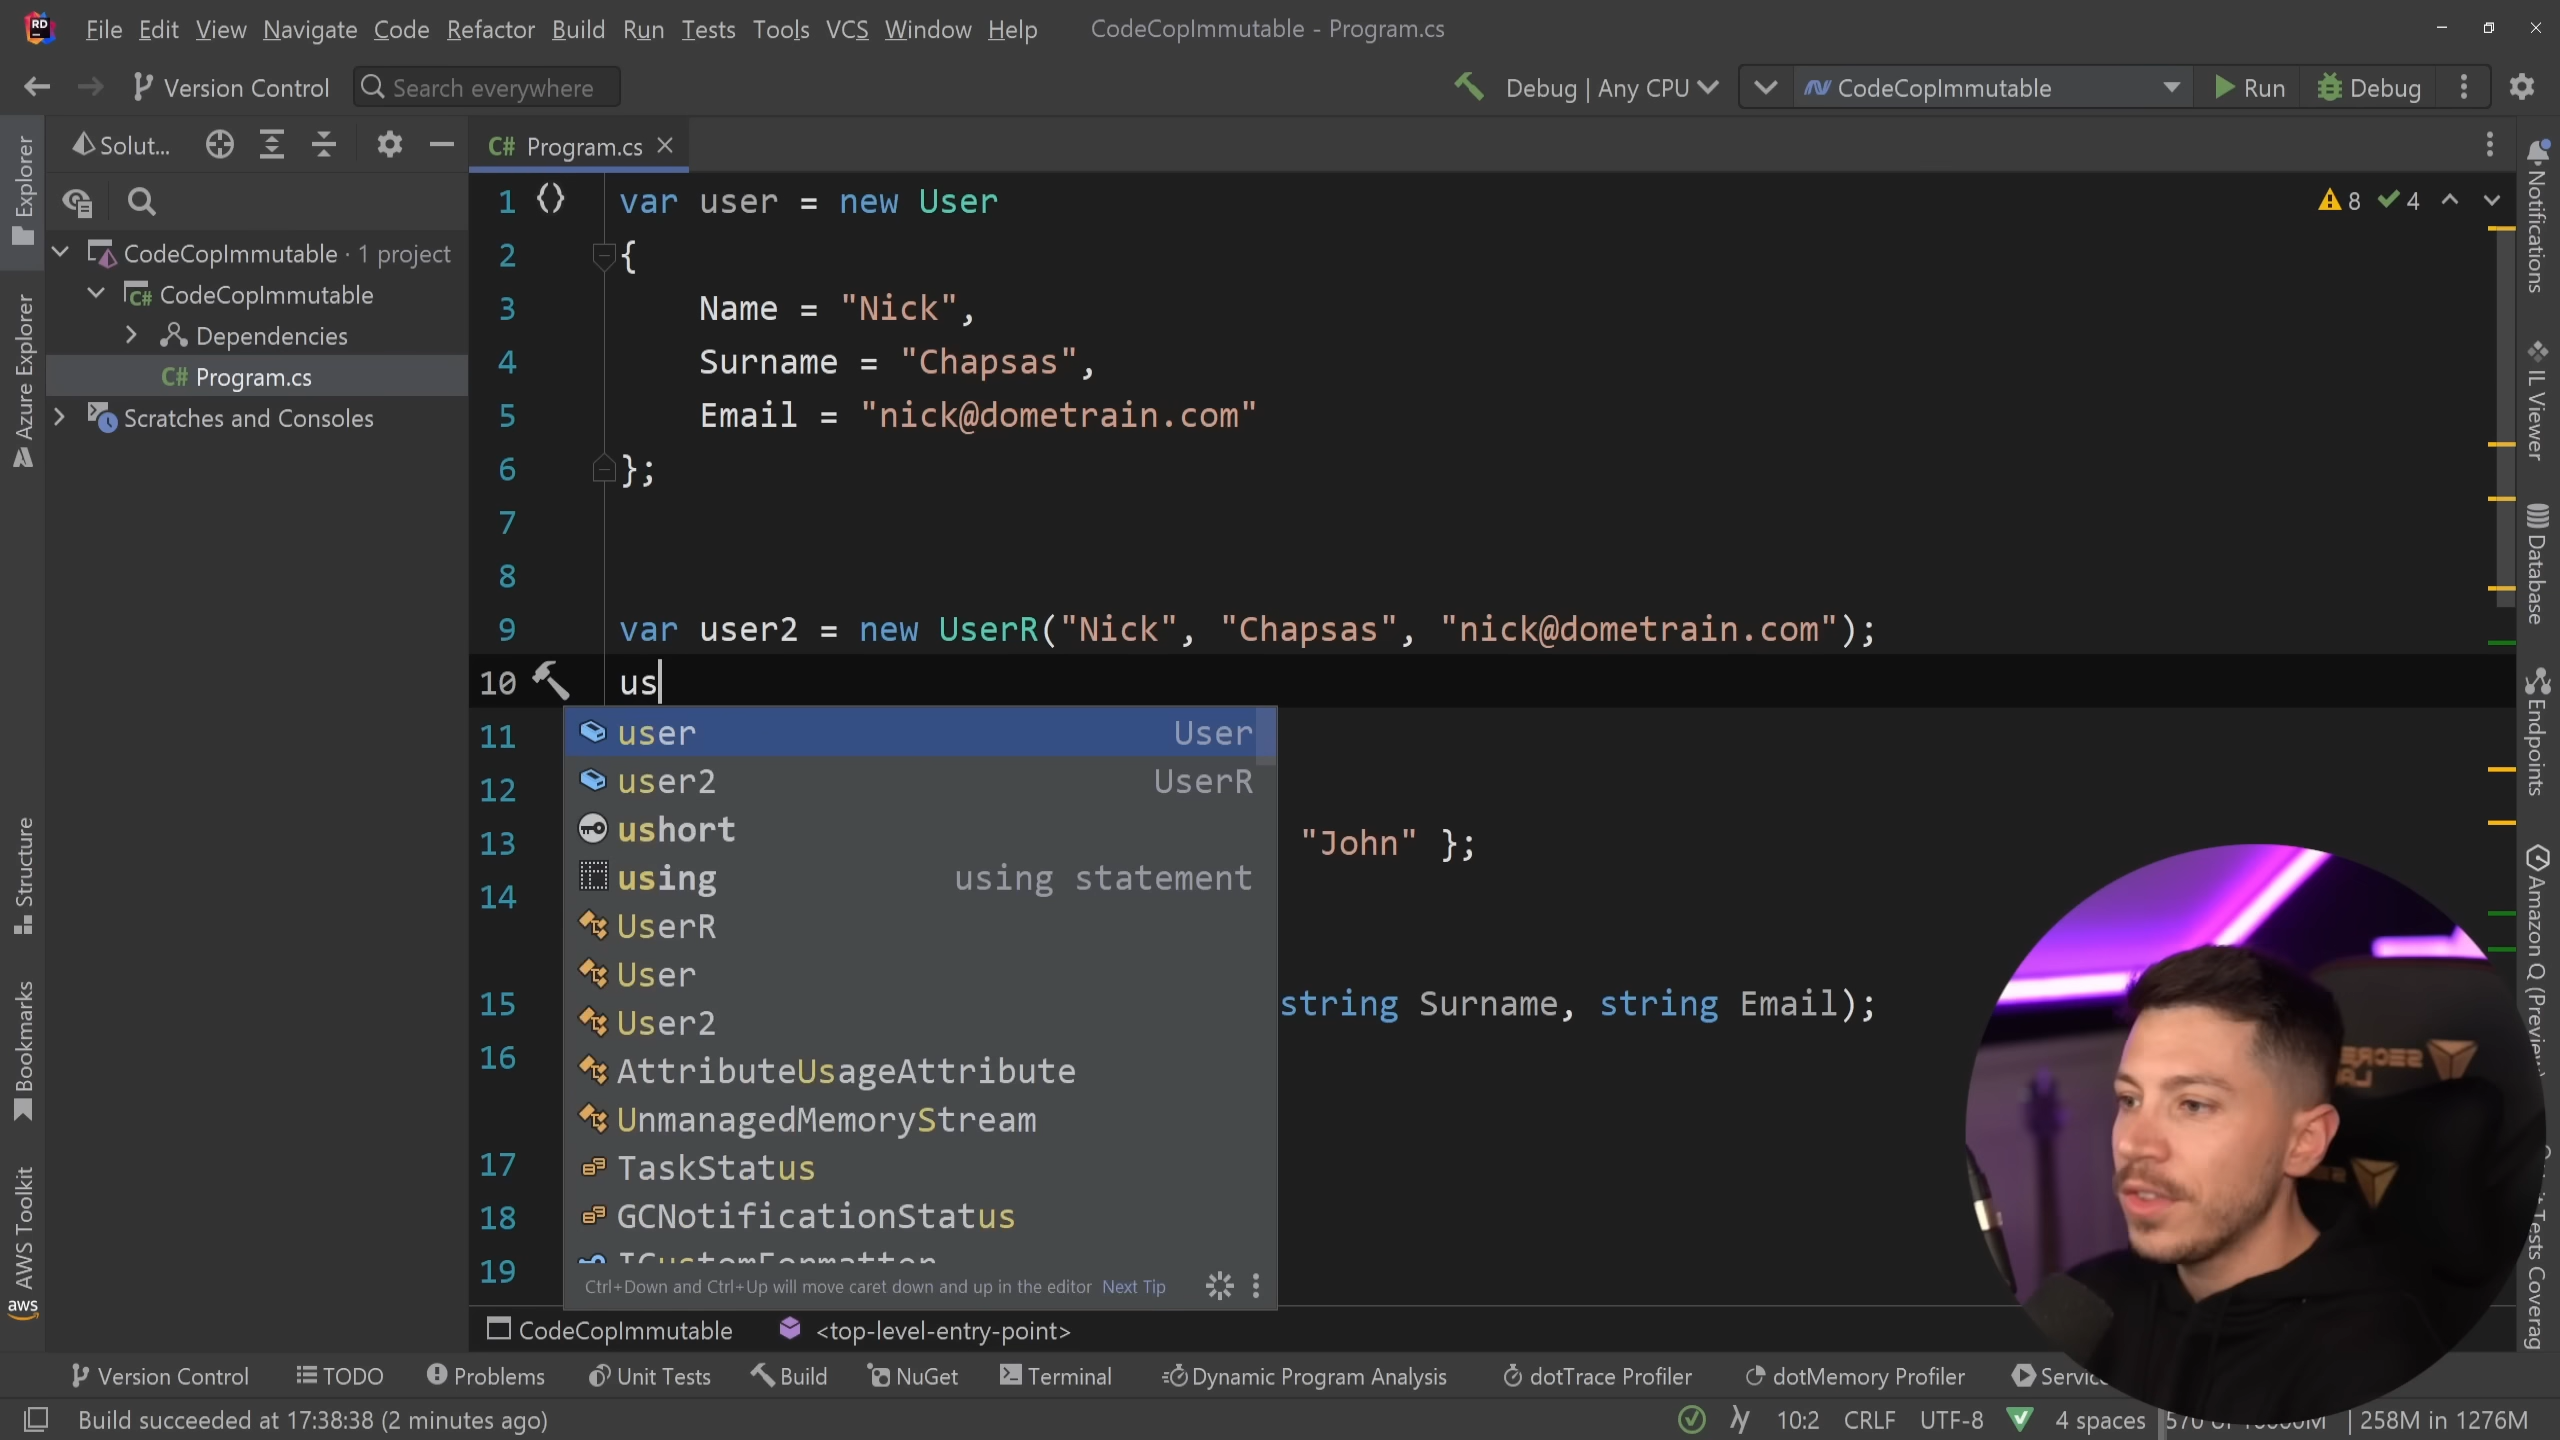 RD File Edit View Navigate Code Refactor Build Run Tests Tools VCS Window Help CodeCopImmutable - Program.cs
Version Control Search everywhere Debug | Any CPU CodeCopImmutable Run Debug
Explorer
Azure Explorer
Structure
Bookmarks
AWS Toolkit
aws
Solut...
CodeCopImmutable · 1 project
C# CodeCopImmutable
Dependencies
C# Program.cs
Scratches and Consoles
C# Program.cs
8 4
1 {} var user = new User
2 {
3 Name = "Nick",
4 Surname = "Chapsas",
5 Email = "nick@dometrain.com"
6 };
7
8
9 var user2 = new UserR("Nick", "Chapsas", "nick@dometrain.com");
10 us
11
12
13 "John" };
14
15 string Surname, string Email);
16
17
18
19
user User
user2 UserR
ushort
using using statement
UserR
User
User2
AttributeUsageAttribute
UnmanagedMemoryStream
TaskStatus
GCNotificationStatus
ICustomFormatter
Ctrl+Down and Ctrl+Up will move caret down and up in the editor Next Tip
CodeCopImmutable <top-level-entry-point>
Notifications
IL Viewer
Database
Endpoints
Amazon Q (Preview)
Tests Coverag
Version Control TODO Problems Unit Tests Build NuGet Terminal Dynamic Program Analysis dotTrace Profiler dotMemory Profiler
Build succeeded at 17:38:38 (2 minutes ago) 10:2 CRLF UTF-8 4 spaces 258M in 1276M